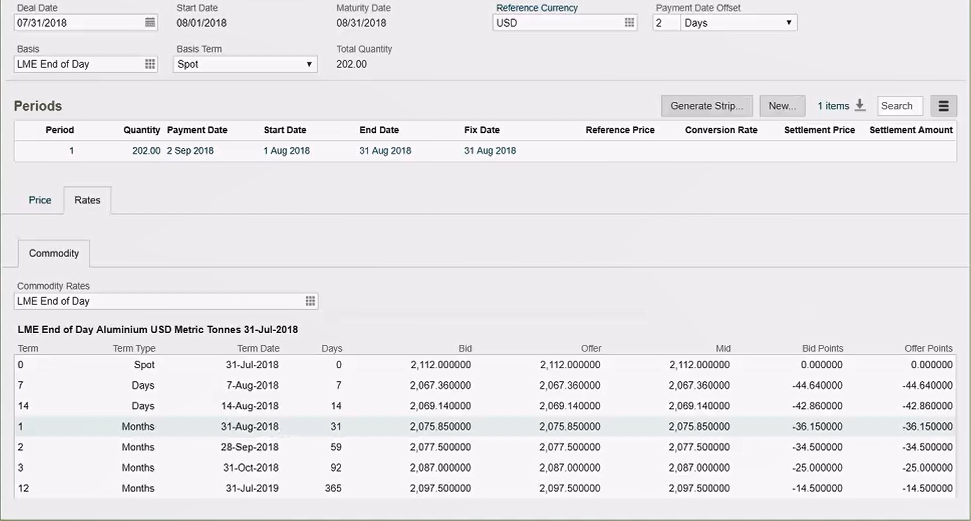 Deal Date Start Date Maturity Date Reference Currency Payment Date Offset
07/31/2018 08/01/2018 08/31/2018 USD 2 Days
Basis Basis Term Total Quantity
LME End of Day Spot 202.00
Periods Generate Strip... New... 1 items Search
Period Quantity Payment Date Start Date End Date Fix Date Reference Price Conversion Rate Settlement Price Settlement Amount
1 202.00 2 Sep 2018 1 Aug 2018 31 Aug 2018 31 Aug 2018
Price Rates
Commodity
Commodity Rates
LME End of Day
LME End of Day Aluminium USD Metric Tonnes 31-Jul-2018
Term Term Type Term Date Days Bid Offer Mid Bid Points Offer Points
0 Spot 31-Jul-2018 0 2,112.000000 2,112.000000 2,112.000000 0.000000 0.000000
7 Days 7-Aug-2018 7 2,067.360000 2,067.360000 2,067.360000 -44.640000 -44.640000
14 Days 14-Aug-2018 14 2,069.140000 2,069.140000 2,069.140000 -42.860000 -42.860000
1 Months 31-Aug-2018 31 2,075.850000 2,075.850000 2,075.850000 -36.150000 -36.150000
2 Months 28-Sep-2018 59 2,077.500000 2,077.500000 2,077.500000 -34.500000 -34.500000
3 Months 31-Oct-2018 92 2,087.000000 2,087.000000 2,087.000000 -25.000000 -25.000000
12 Months 31-Jul-2019 365 2,097.500000 2,097.500000 2,097.500000 -14.500000 -14.500000